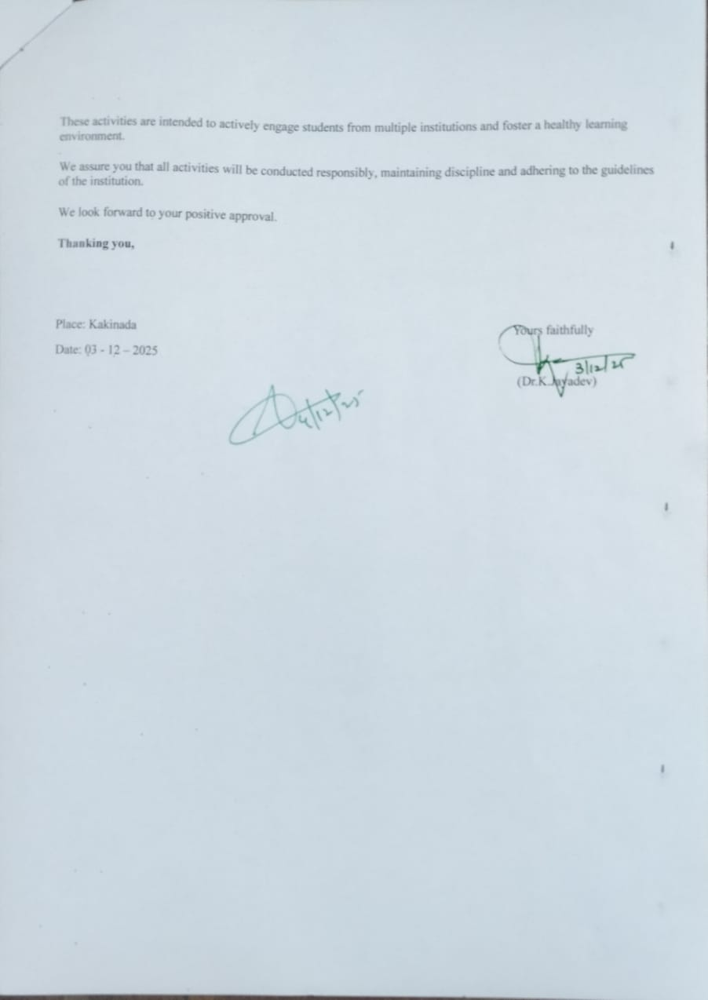 These activities are intended to actively engage students from multiple institutions and foster a healthy learning
environment.
We assure you that all activities will be conducted responsibly, maintaining discipline and adhering to the guidelines
of the institution.
We look forward to your positive approval.
Thanking you,
Place: Kakinada
Yours faithfully
Date: 03 - 12 – 2025
3/12/25
(Dr.K.Jayadev)
4/12/25